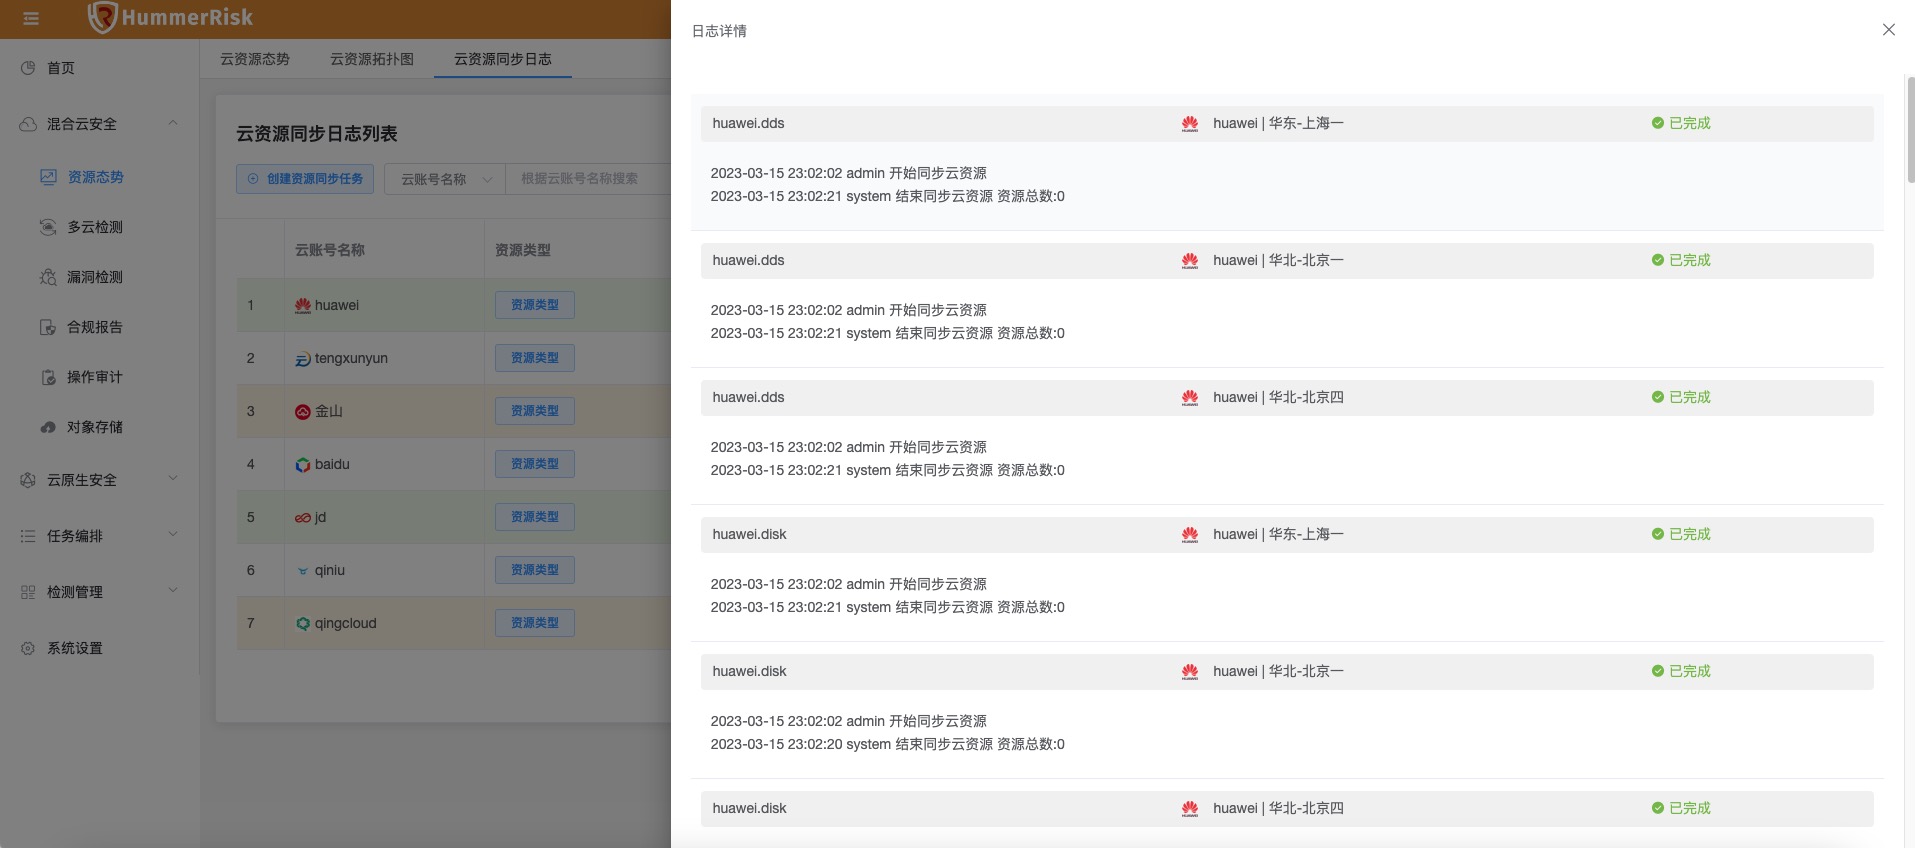 HummerRisk
首页
混合云安全
资源态势
多云检测
漏洞检测
合规报告
操作审计
对象存储
云原生安全
任务编排
检测管理
系统设置
云资源态势 云资源拓扑图 云资源同步日志
云资源同步日志列表
创建资源同步任务 云账号名称 根据云账号名称搜索
云账号名称 资源类型
1 huawei 资源类型
2 tengxunyun 资源类型
3 金山 资源类型
4 baidu 资源类型
5 jd 资源类型
6 qiniu 资源类型
7 qingcloud 资源类型
日志详情
huawei.dds HUAWEI huawei | 华东-上海一 已完成
2023-03-15 23:02:02 admin 开始同步云资源
2023-03-15 23:02:21 system 结束同步云资源 资源总数:0
huawei.dds HUAWEI huawei | 华北-北京一 已完成
2023-03-15 23:02:02 admin 开始同步云资源
2023-03-15 23:02:21 system 结束同步云资源 资源总数:0
huawei.dds HUAWEI huawei | 华北-北京四 已完成
2023-03-15 23:02:02 admin 开始同步云资源
2023-03-15 23:02:21 system 结束同步云资源 资源总数:0
huawei.disk HUAWEI huawei | 华东-上海一 已完成
2023-03-15 23:02:02 admin 开始同步云资源
2023-03-15 23:02:21 system 结束同步云资源 资源总数:0
huawei.disk HUAWEI huawei | 华北-北京一 已完成
2023-03-15 23:02:02 admin 开始同步云资源
2023-03-15 23:02:20 system 结束同步云资源 资源总数:0
huawei.disk HUAWEI huawei | 华北-北京四 已完成